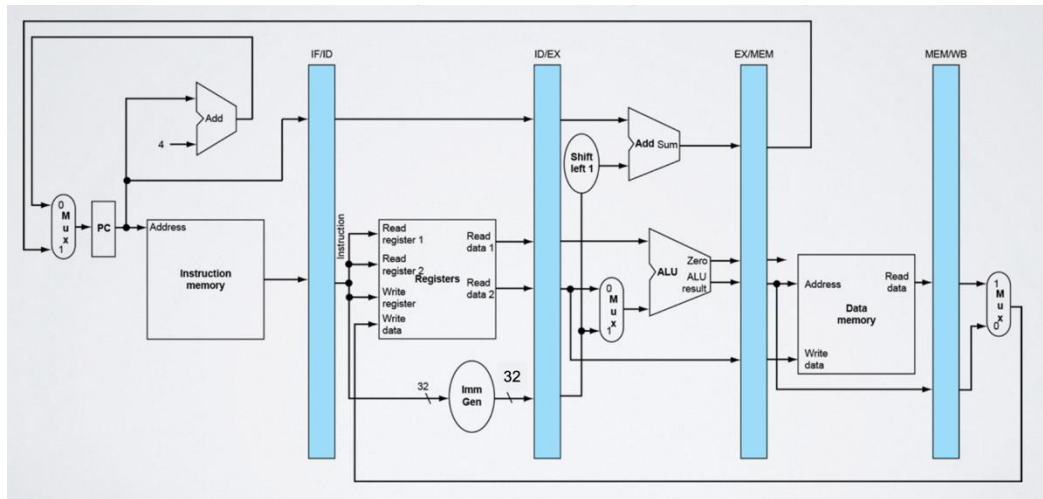 IF/ID
ID/EX
EX/MEM
MEM/WB
Add
4
Add Sum
Shift
left 1
0
M
u
x
1
PC
Address
Instruction
memory
Instruction
Read
register 1
Read
register 2
Write
register
Write
data
Registers
Read
data 1
Read
data 2
0
M
u
x
1
ALU
Zero
ALU
result
Address
Read
data
Data
memory
Write
data
1
M
u
x
0
32
Imm
Gen
32